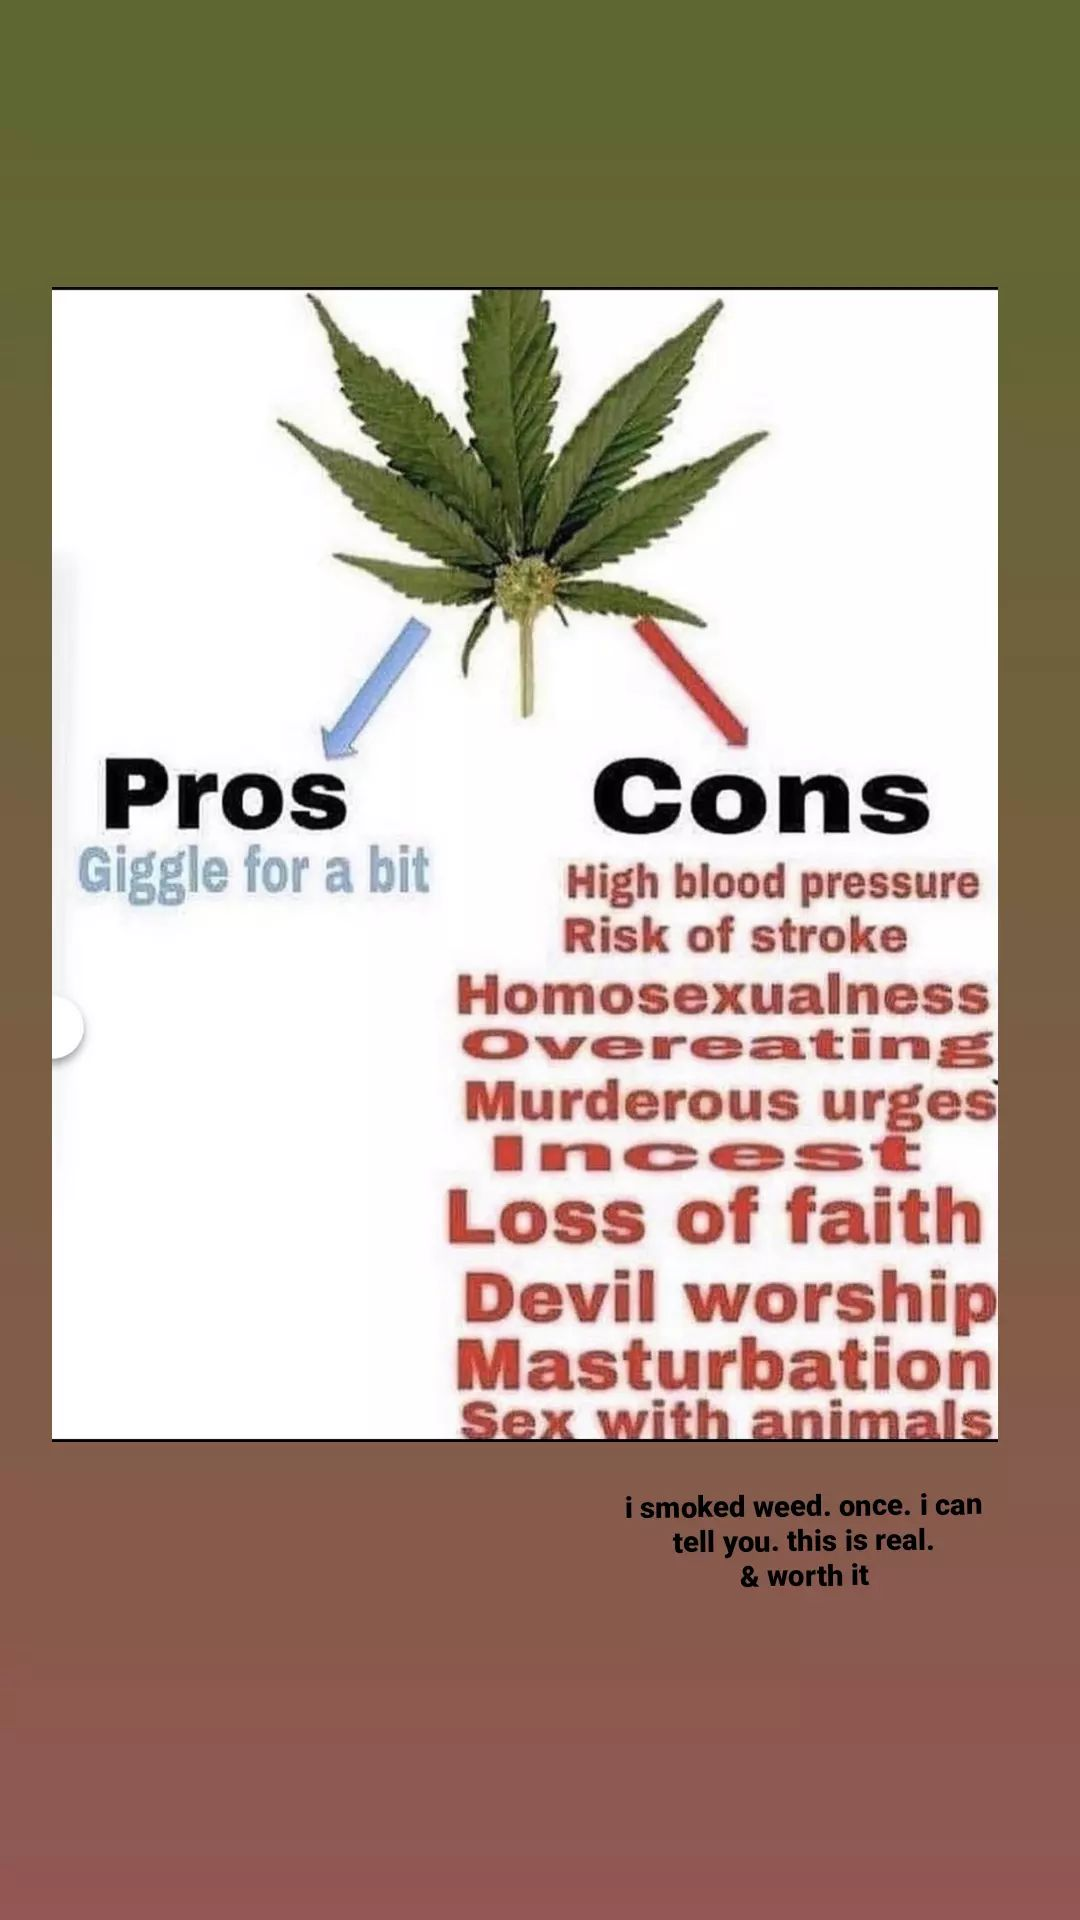 Pros
Giggle for a bit
Cons
High blood pressure
Risk of stroke
Homosexualness
Overeating
Murderous urges
Incest
Loss of faith
Devil worship
Masturbation
Sex with animals
i smoked weed. once. i can
tell you. this is real.
& worth it